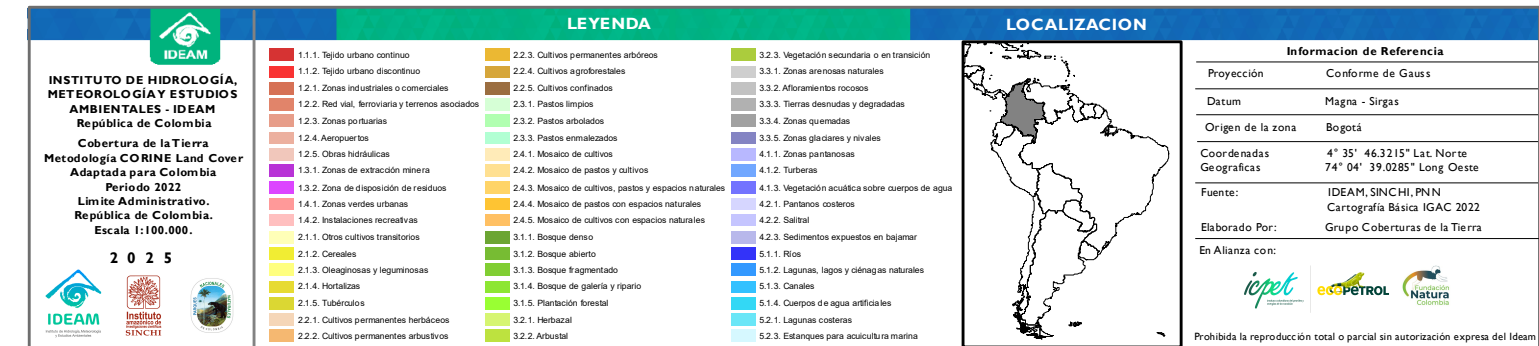 IDEAM
INSTITUTO DE HIDROLOGÍA,
METEOROLOGÍA Y ESTUDIOS
AMBIENTALES - IDEAM
República de Colombia
Cobertura de la Tierra
Metodología CORINE Land Cover
Adaptada para Colombia
Periodo 2022
Limite Administrativo.
República de Colombia.
Escala 1:100.000.
2 0 2 5
IDEAM
Instituto de Hidrología, Meteorología
y Estudios Ambientales
Instituto
amazónico de
investigaciones científicas
SINCHI
LEYENDA
1.1.1. Tejido urbano continuo
1.1.2. Tejido urbano discontinuo
1.2.1. Zonas industriales o comerciales
1.2.2. Red vial, ferroviaria y terrenos asociados
1.2.3. Zonas portuarias
1.2.4. Aeropuertos
1.2.5. Obras hidráulicas
1.3.1. Zonas de extracción minera
1.3.2. Zona de disposición de residuos
1.4.1. Zonas verdes urbanas
1.4.2. Instalaciones recreativas
2.1.1. Otros cultivos transitorios
2.1.2. Cereales
2.1.3. Oleaginosas y leguminosas
2.1.4. Hortalizas
2.1.5. Tubérculos
2.2.1. Cultivos permanentes herbáceos
2.2.2. Cultivos permanentes arbustivos
2.2.3. Cultivos permanentes arbóreos
2.2.4. Cultivos agroforestales
2.2.5. Cultivos confinados
2.3.1. Pastos limpios
2.3.2. Pastos arbolados
2.3.3. Pastos enmalezados
2.4.1. Mosaico de cultivos
2.4.2. Mosaico de pastos y cultivos
2.4.3. Mosaico de cultivos, pastos y espacios naturales
2.4.4. Mosaico de pastos con espacios naturales
2.4.5. Mosaico de cultivos con espacios naturales
3.1.1. Bosque denso
3.1.2. Bosque abierto
3.1.3. Bosque fragmentado
3.1.4. Bosque de galería y ripario
3.1.5. Plantación forestal
3.2.1. Herbazal
3.2.2. Arbustal
3.2.3. Vegetación secundaria o en transición
3.3.1. Zonas arenosas naturales
3.3.2. Afloramientos rocosos
3.3.3. Tierras desnudas y degradadas
3.3.4. Zonas quemadas
3.3.5. Zonas glaciares y nivales
4.1.1. Zonas pantanosas
4.1.2. Turberas
4.1.3. Vegetación acuática sobre cuerpos de agua
4.2.1. Pantanos costeros
4.2.2. Salitral
4.2.3. Sedimentos expuestos en bajamar
5.1.1. Ríos
5.1.2. Lagunas, lagos y ciénagas naturales
5.1.3. Canales
5.1.4. Cuerpos de agua artificiales
5.2.1. Lagunas costeras
5.2.3. Estanques para acuicultura marina
LOCALIZACION
Informacion de Referencia
Proyección Conforme de Gauss
Datum Magna - Sirgas
Origen de la zona Bogotá
Coordenadas 4° 35' 46.3215" Lat. Norte
Geograficas 74° 04' 39.0285" Long Oeste
Fuente: IDEAM, SINCHI, PNN
Cartografía Básica IGAC 2022
Elaborado Por: Grupo Coberturas de la Tierra
En Alianza con:
icpet
ecoPETROL
Fundación
Natura
Colombia
Prohibida la reproducción total o parcial sin autorización expresa del Ideam